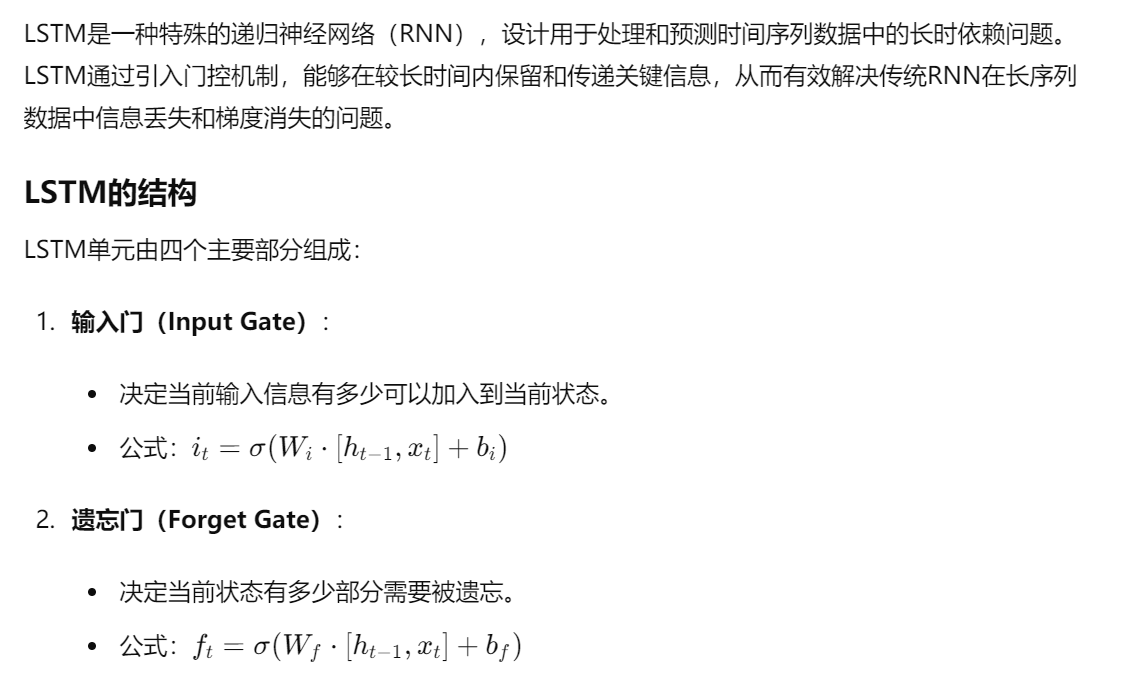 LSTM是一种特殊的递归神经网络（RNN），设计用于处理和预测时间序列数据中的长时依赖问题。
LSTM通过引入门控机制，能够在较长时间内保留和传递关键信息，从而有效解决传统RNN在长序列
数据中信息丢失和梯度消失的问题。
LSTM的结构
LSTM单元由四个主要部分组成：
1. 输入门（Input Gate）：
• 决定当前输入信息有多少可以加入到当前状态。
• 公式：i_t = σ(W_i · [h_{t−1}, x_t] + b_i)
2. 遗忘门（Forget Gate）：
• 决定当前状态有多少部分需要被遗忘。
• 公式：f_t = σ(W_f · [h_{t−1}, x_t] + b_f)